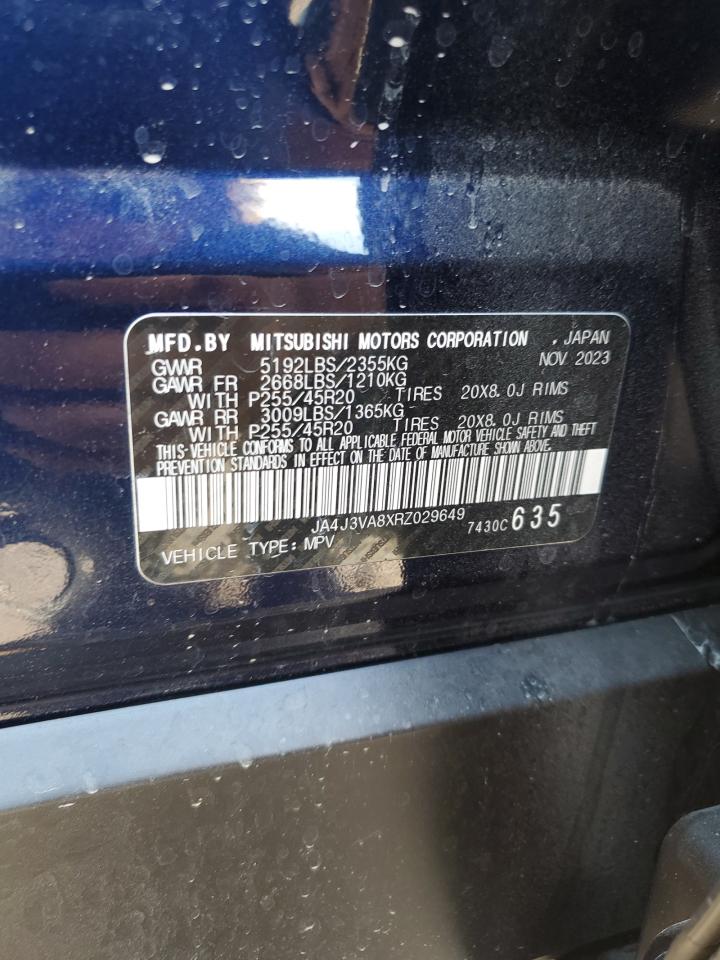 MFD.BY MITSUBISHI MOTORS CORPORATION , JAPAN
GVWR 5192LBS/2355KG NOV 2023
GAWR FR 2668LBS/1210KG
WITH P255/45R20 TIRES 20X8.0J RIMS
GAWR RR 3009LBS/1365KG
WITH P255/45R20 TIRES 20X8.0J RIMS
THIS-VEHICLE CONFORMS TO ALL APPLICABLE FEDERAL MOTOR VEHICLE SAFETY AND THEFT
PREVENTION STANDARDS IN EFFECT ON THE DATE OF MANUFACTURE SHOWN ABOVE.
JA4J3VA8XRZ029649 7430C 635
VEHICLE TYPE: MPV